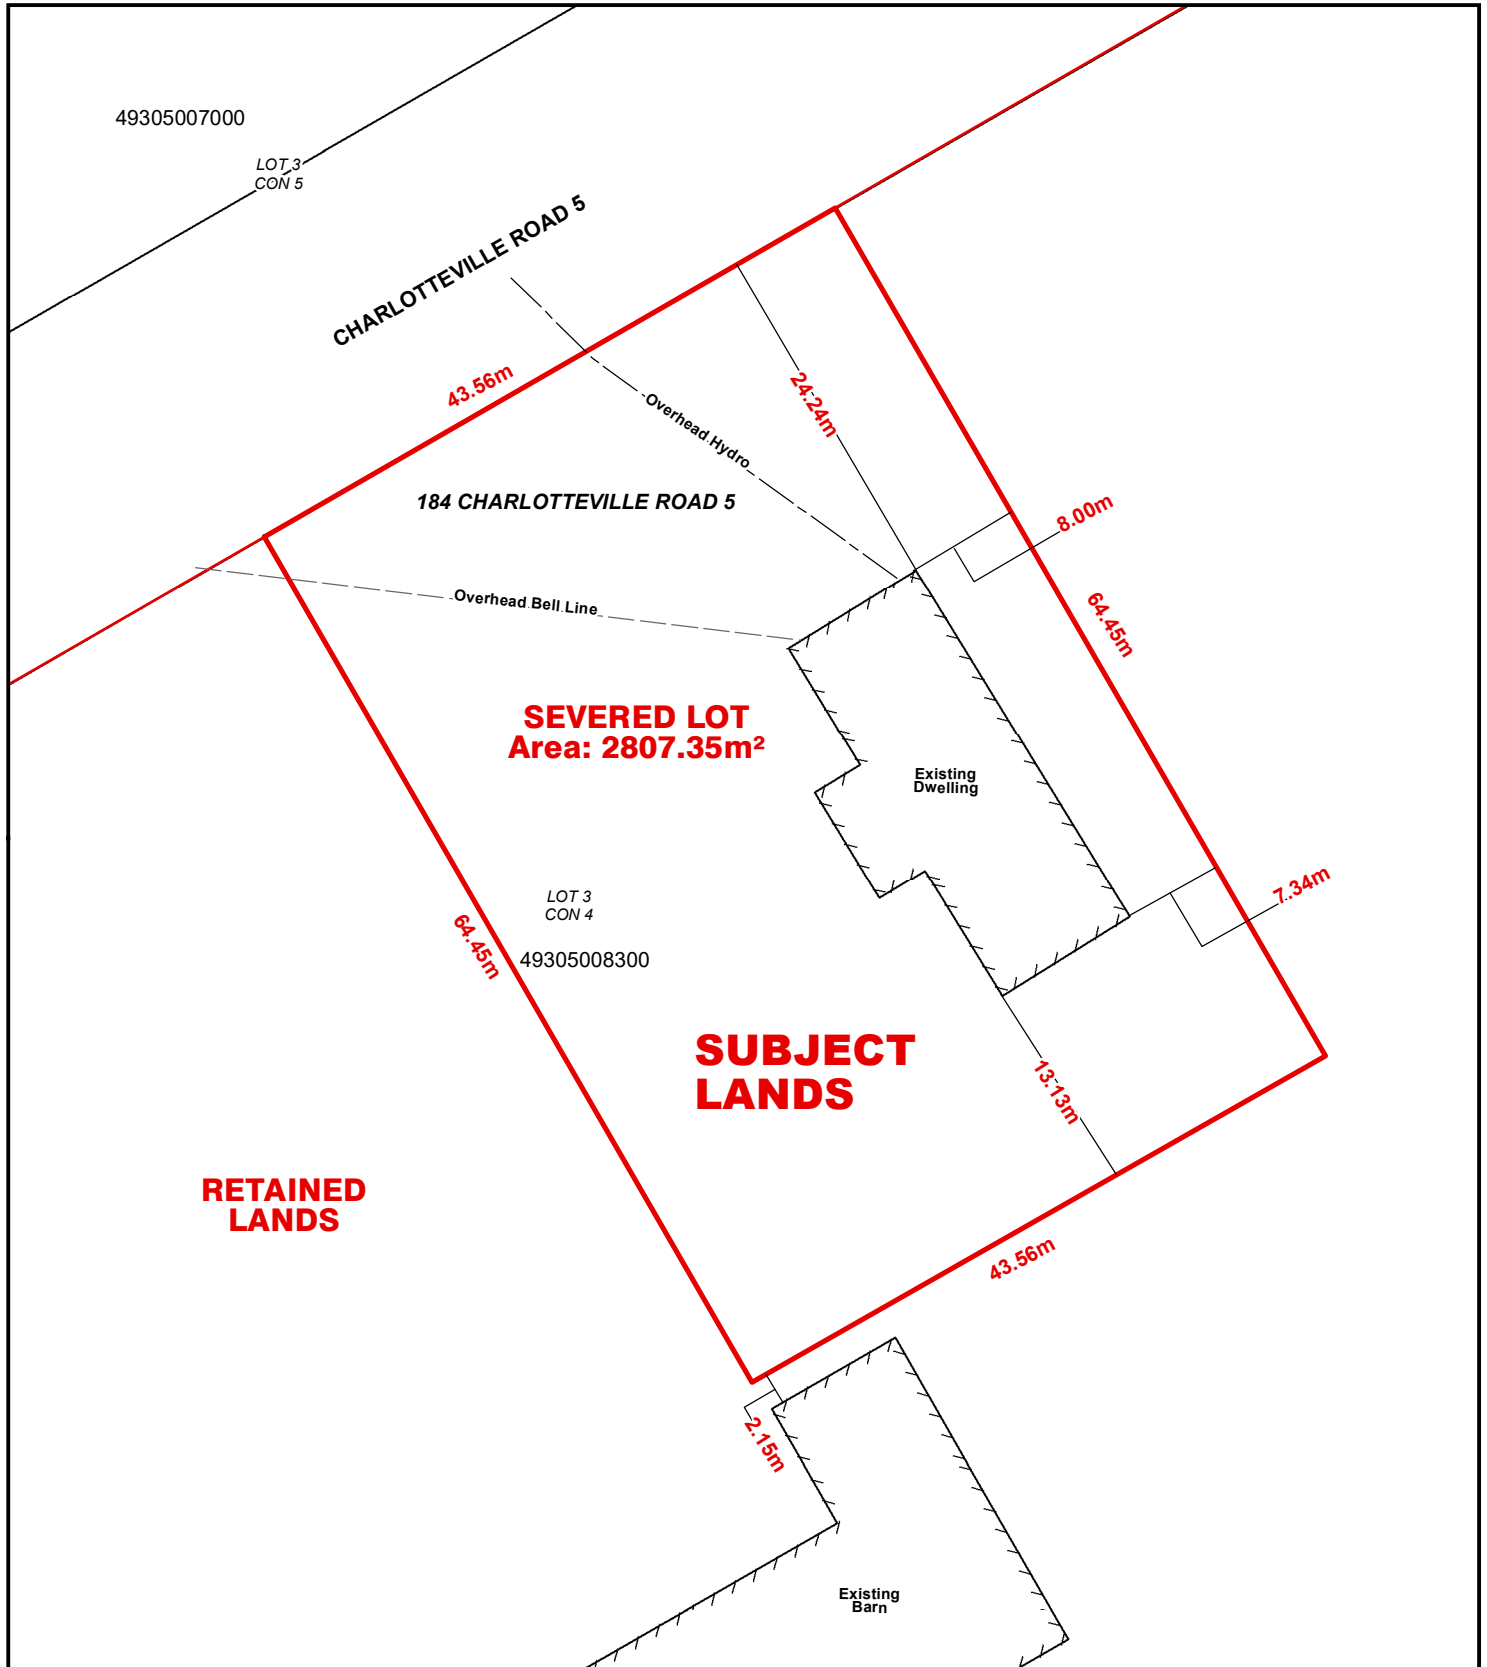 49305007000
LOT 3
CON 5
CHARLOTTEVILLE ROAD 5
43.56m
24.24m
Overhead Hydro
184 CHARLOTTEVILLE ROAD 5
8.00m
Overhead Bell Line
64.45m
SEVERED LOT
Area: 2807.35m²
Existing
Dwelling
7.34m
LOT 3
CON 4
64.45m
49305008300
SUBJECT
LANDS
13.13m
RETAINED
LANDS
43.56m
2.15m
Existing
Barn